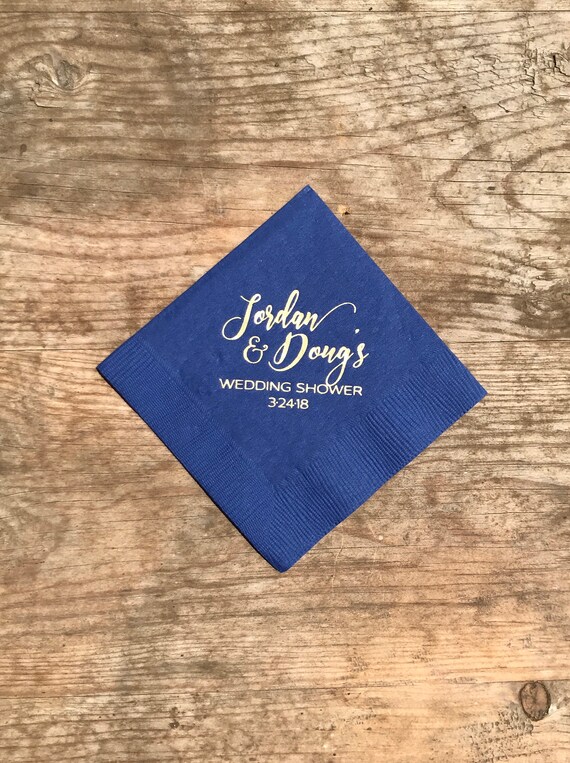 Jordan
& Doug's
WEDDING SHOWER
3·24·18